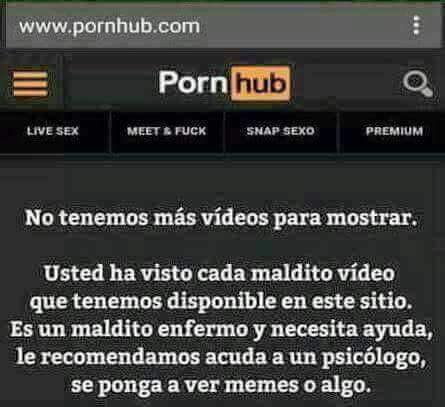 www.pornhub.com
Porn hub
LIVE SEX MEET & FUCK SNAP SEXO PREMIUM
No tenemos más vídeos para mostrar.
Usted ha visto cada maldito vídeo
que tenemos disponible en este sitio.
Es un maldito enfermo y necesita ayuda,
le recomendamos acuda a un psicólogo,
se ponga a ver memes o algo.